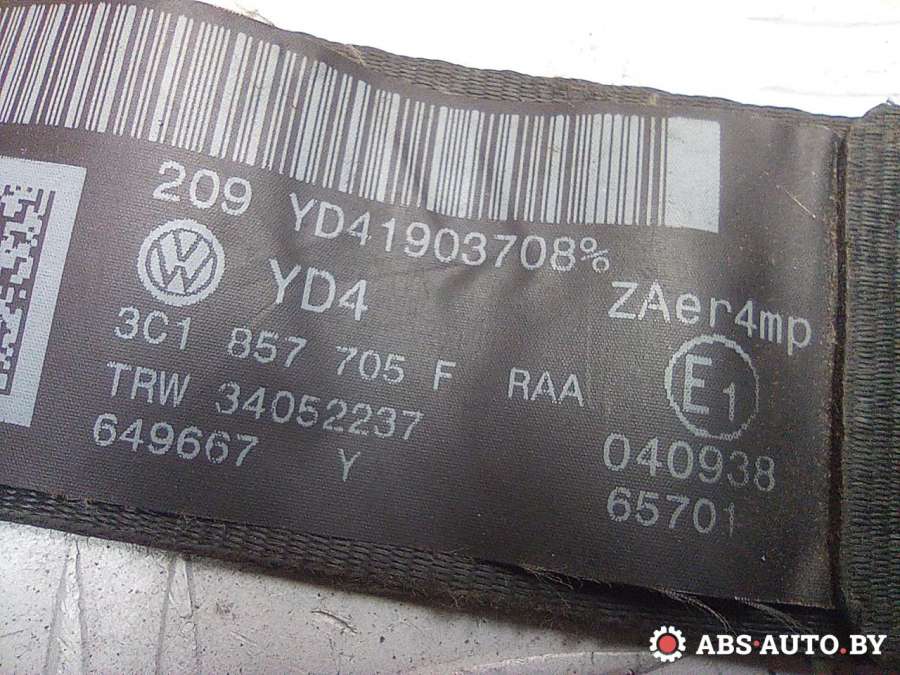 209 YD41903708%
YD4 ZAer4mp
3C1 857 705 F RAA E1
TRW 34052237
649667 Y 040938
65701
ABS-AUTO.BY